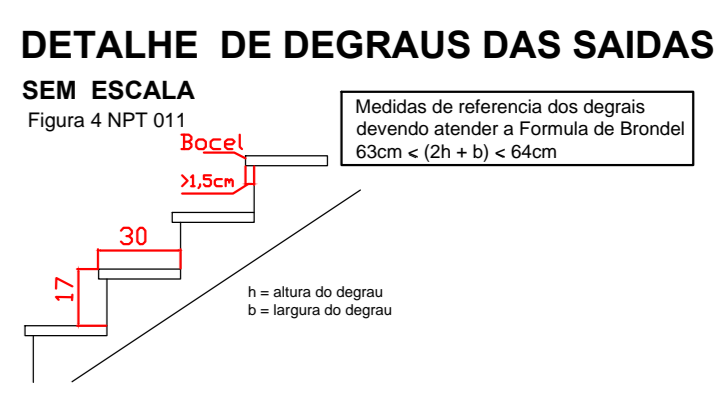 DETALHE DE DEGRAUS DAS SAIDAS
SEM ESCALA
Figura 4 NPT 011
Medidas de referencia dos degrais
devendo atender a Formula de Brondel
63cm < (2h + b) < 64cm
Bocel
>1,5cm
30
17
h = altura do degrau
b = largura do degrau